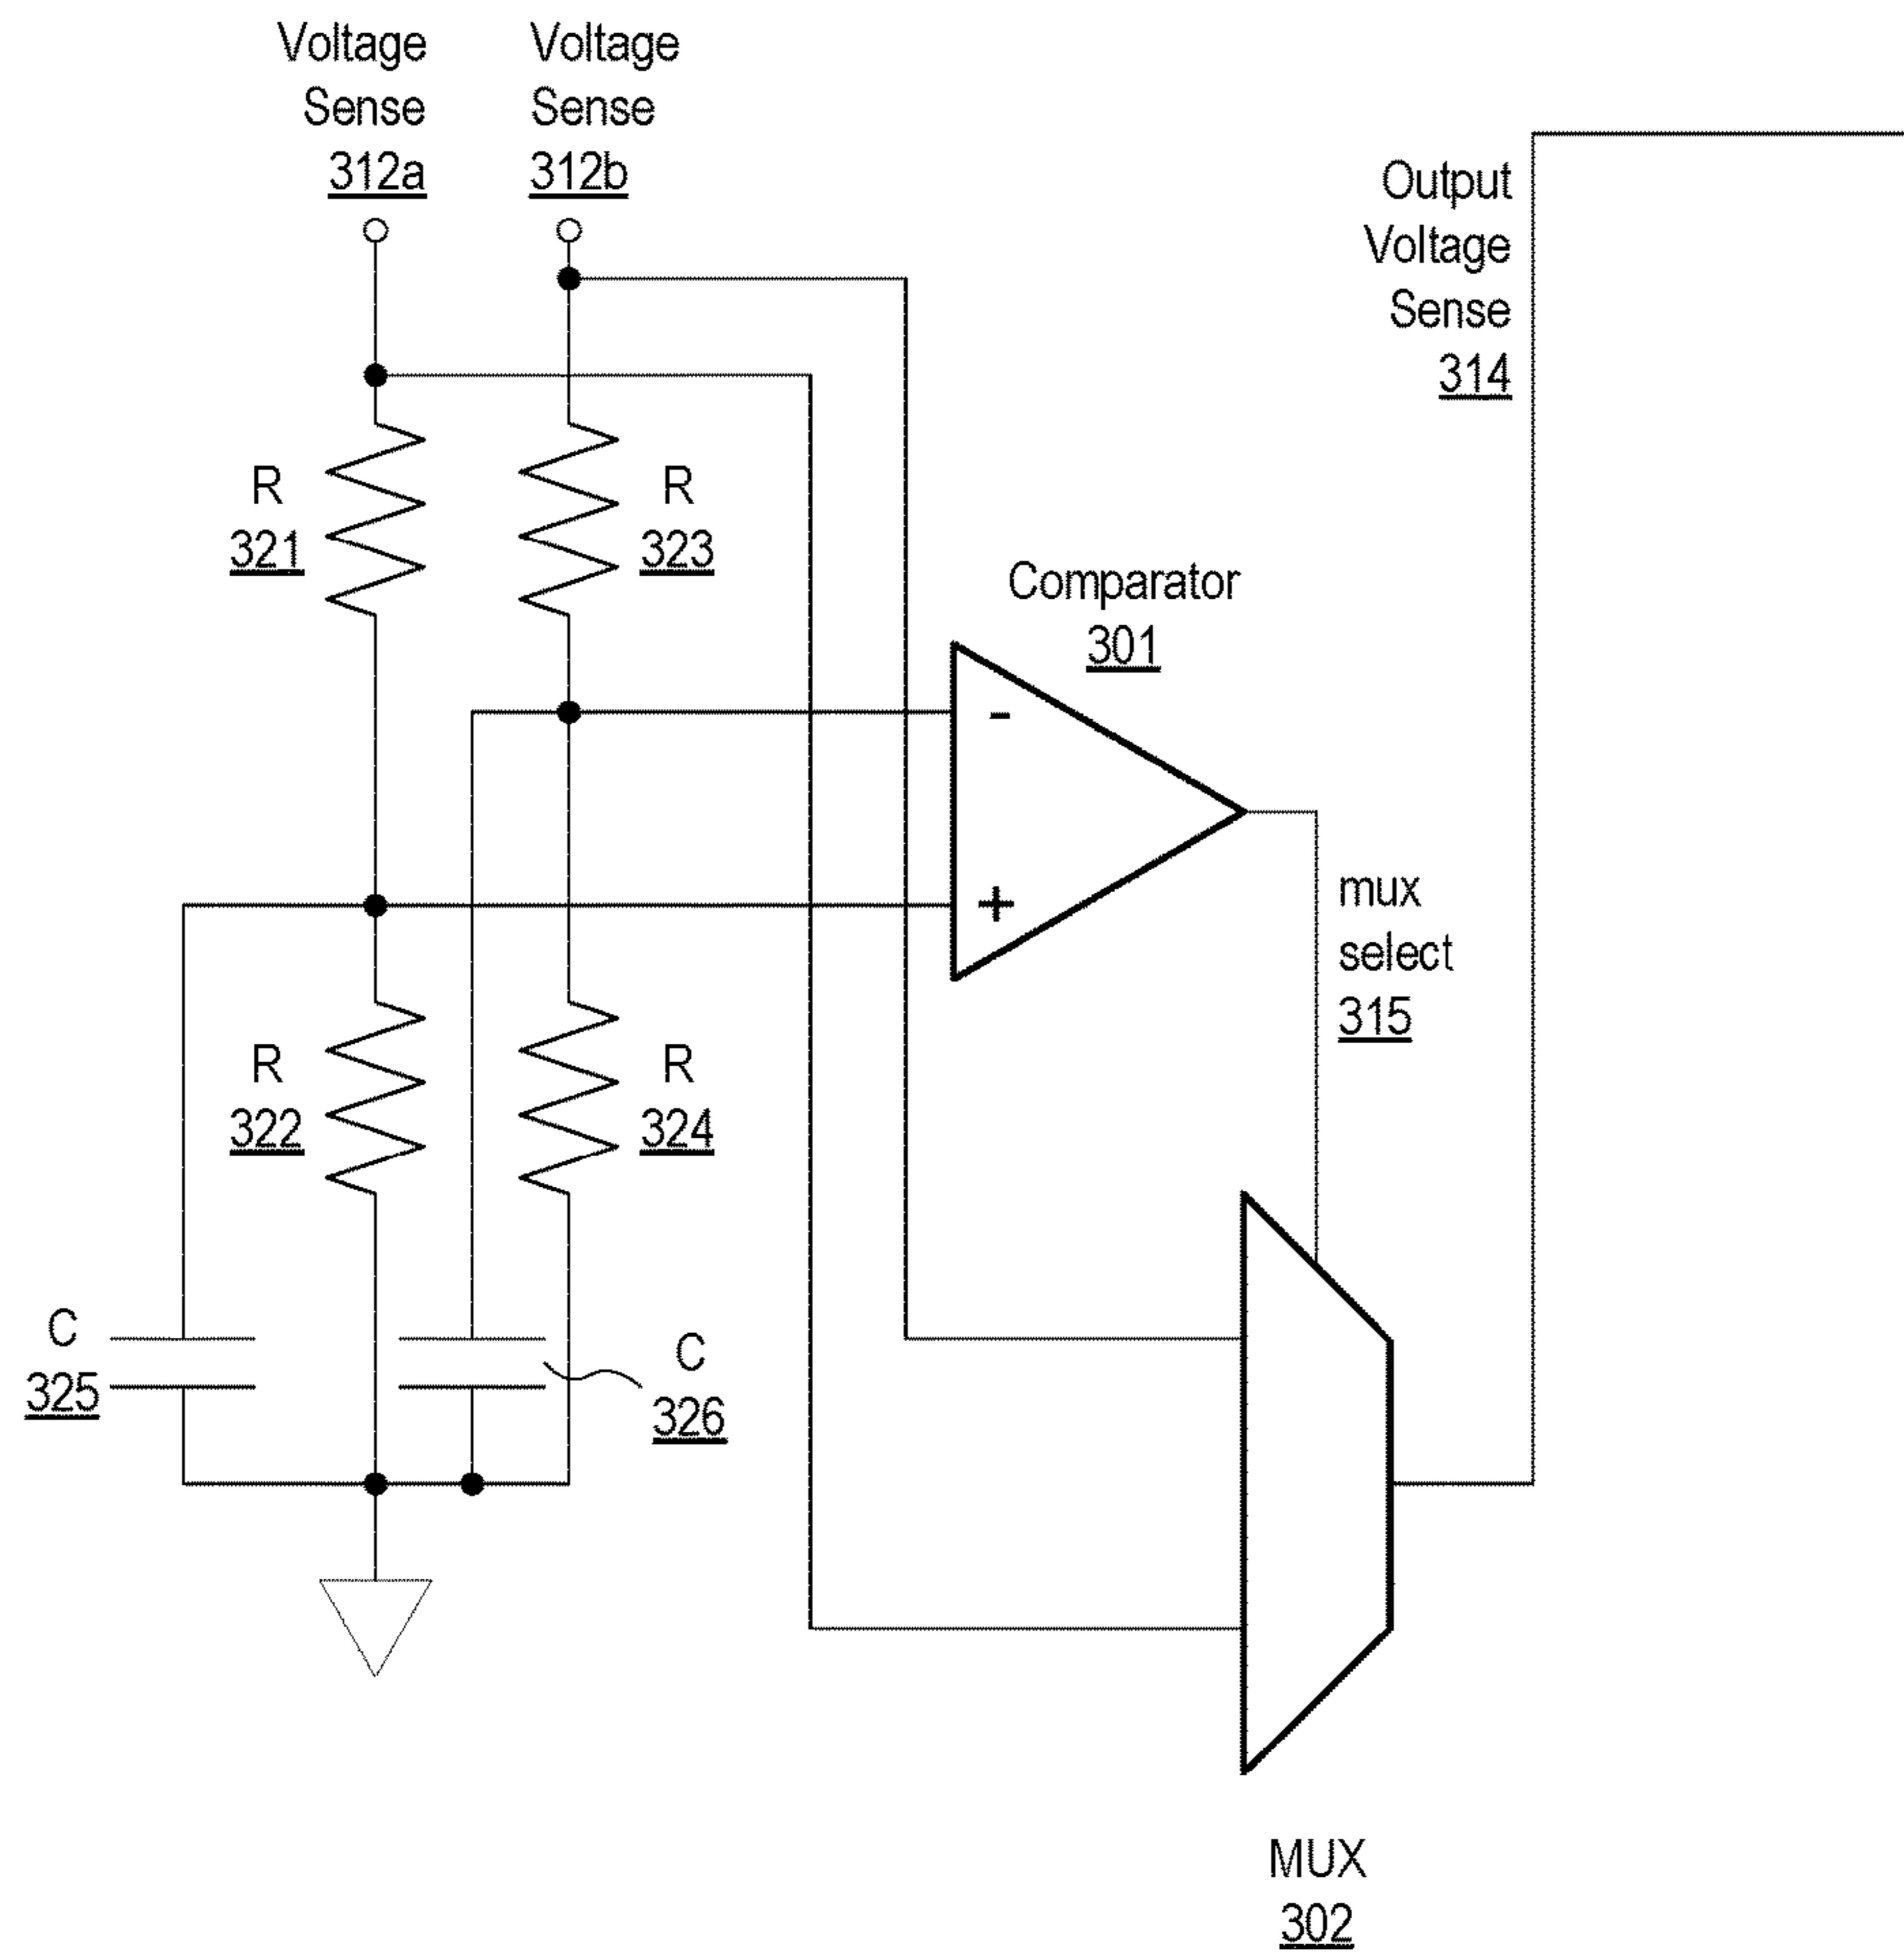 Voltage
Sense
312a
Voltage
Sense
312b
Output
Voltage
Sense
314
R
321
R
323
Comparator
301
-
+
mux
select
315
R
322
R
324
C
325
C
326
MUX
302